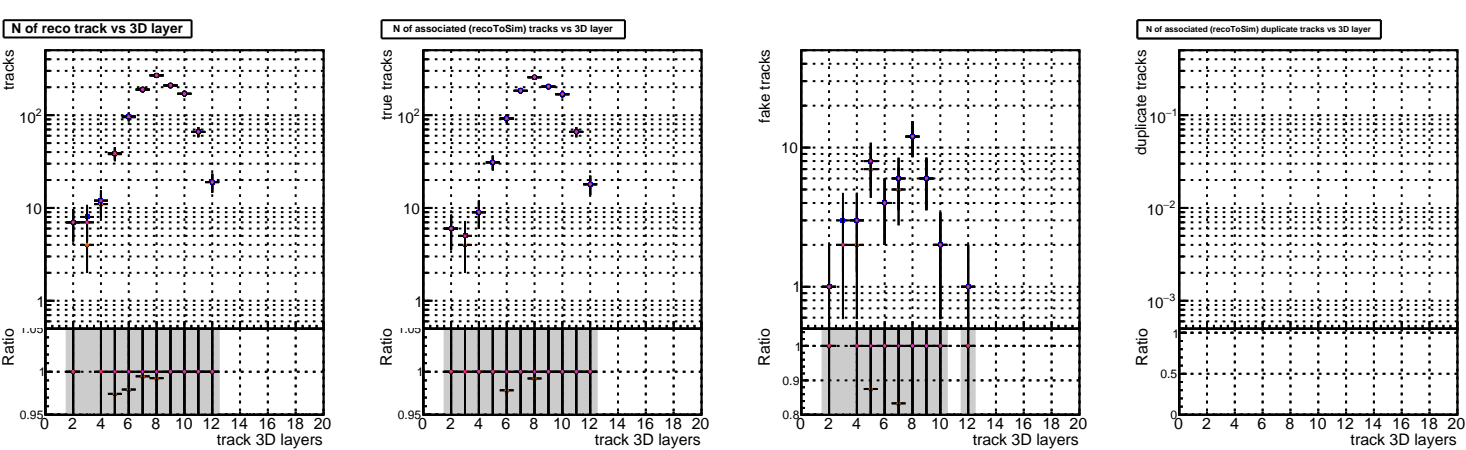 N of reco track vs 3D layer
tracks
10²
10
1
Ratio
1.05
1
0.95
0 2 4 6 8 10 12 14 16 18 20
track 3D layers
N of associated (recoToSim) tracks vs 3D layer
true tracks
10²
10
1
Ratio
1.05
1
0.95
0 2 4 6 8 10 12 14 16 18 20
track 3D layers
fake tracks
10
1
Ratio
1
0.9
0.8
0 2 4 6 8 10 12 14 16 18 20
track 3D layers
N of associated (recoToSim) duplicate tracks vs 3D layer
duplicate tracks
10⁻¹
10⁻²
10⁻³
Ratio
1
0.5
0
0 2 4 6 8 10 12 14 16 18 20
track 3D layers